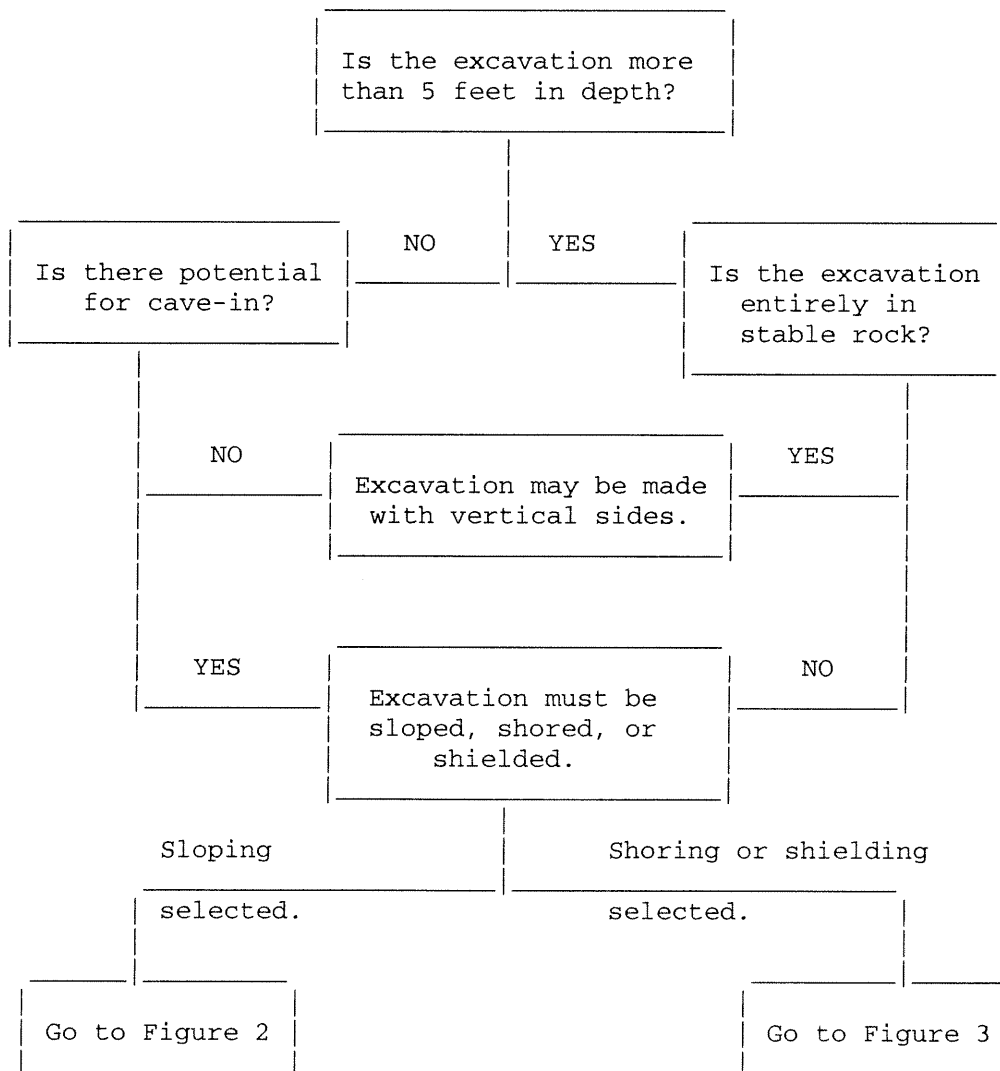 Is the excavation more
than 5 feet in depth?
NO
YES
Is there potential
for cave-in?
Is the excavation
entirely in
stable rock?
NO
YES
Excavation may be made
with vertical sides.
YES
NO
Excavation must be
sloped, shored, or
shielded.
Sloping
selected.
Shoring or shielding
selected.
Go to Figure 2
Go to Figure 3